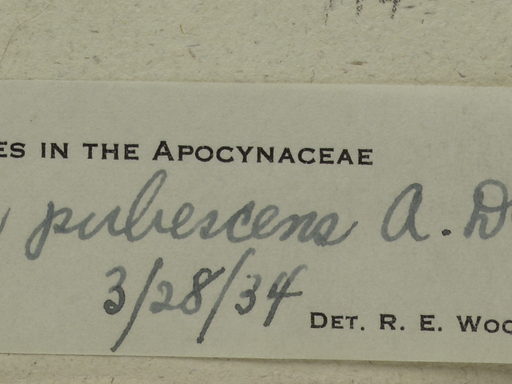 ES IN THE APOCYNACEAE
pubescens A. D
3/28/34
DET. R. E. WOO